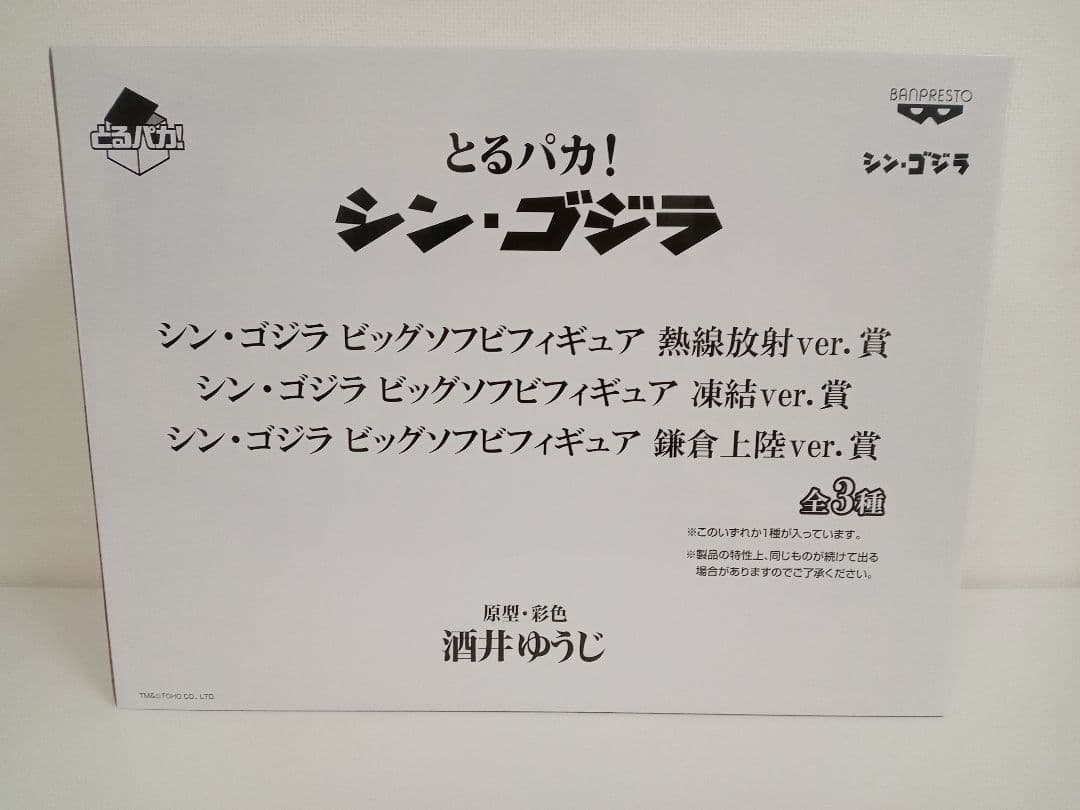 とるパカ!
BANPRESTO
シン・ゴジラ
とるパカ!
シン・ゴジラ
シン・ゴジラ ビッグソフビフィギュア 熱線放射ver.賞
シン・ゴジラ ビッグソフビフィギュア 凍結ver.賞
シン・ゴジラ ビッグソフビフィギュア 鎌倉上陸ver.賞
全3種
※このいずれか1種が入っています。
※製品の特性上、同じものが続けて出る
場合がありますのでご了承ください。
原型・彩色
酒井ゆうじ
TM&©TOHO CO., LTD.